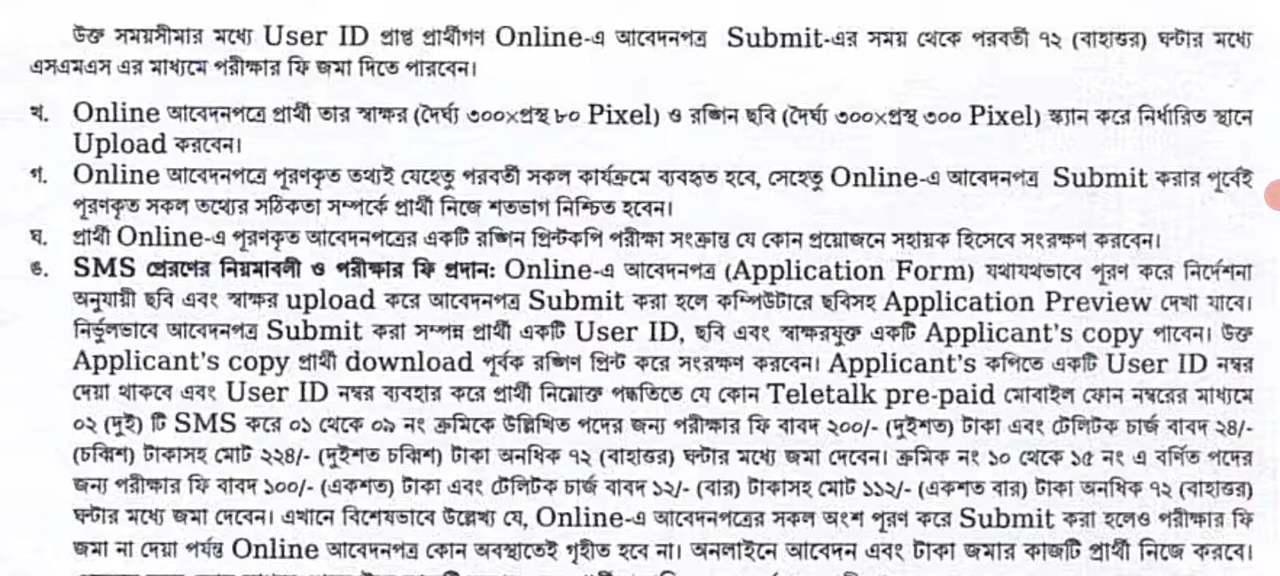 উক্ত সময়সীমার মধ্যে User ID প্রাপ্ত প্রার্থীগণ Online-এ আবেদনপত্র Submit-এর সময় থেকে পরবর্তী ৭২ (বাহাত্তর) ঘন্টার মধ্যে
এসএমএস এর মাধ্যমে পরীক্ষার ফি জমা দিতে পারবেন।
খ. Online আবেদনপত্রে প্রার্থী তার স্বাক্ষর (দৈর্ঘ্য ৩০০×প্রস্থ ৮০ Pixel) ও রঙ্গিন ছবি (দৈর্ঘ্য ৩০০×প্রস্থ ৩০০ Pixel) স্ক্যান করে নির্ধারিত স্থানে
Upload করবেন।
গ. Online আবেদনপত্রে পূরণকৃত তথ্যই যেহেতু পরবর্তী সকল কার্যক্রমে ব্যবহৃত হবে, সেহেতু Online-এ আবেদনপত্র Submit করার পূর্বেই
পূরণকৃত সকল তথ্যের সঠিকতা সম্পর্কে প্রার্থী নিজে শতভাগ নিশ্চিত হবেন।
ঘ. প্রার্থী Online-এ পূরণকৃত আবেদনপত্রের একটি রঙ্গিন প্রিন্টকপি পরীক্ষা সংক্রান্ত যে কোন প্রয়োজনে সহায়ক হিসেবে সংরক্ষণ করবেন।
ঙ. SMS প্রেরণের নিয়মাবলী ও পরীক্ষার ফি প্রদান: Online-এ আবেদনপত্র (Application Form) যথাযথভাবে পূরণ করে নির্দেশনা
অনুযায়ী ছবি এবং স্বাক্ষর upload করে আবেদনপত্র Submit করা হলে কম্পিউটারে ছবিসহ Application Preview দেখা যাবে।
নির্ভুলভাবে আবেদনপত্র Submit করা সম্পন্ন প্রার্থী একটি User ID, ছবি এবং স্বাক্ষরযুক্ত একটি Applicant's copy পাবেন। উক্ত
Applicant's copy প্রার্থী download পূর্বক রঙ্গিণ প্রিন্ট করে সংরক্ষণ করবেন। Applicant's কপিতে একটি User ID নম্বর
দেয়া থাকবে এবং User ID নম্বর ব্যবহার করে প্রার্থী নিম্নোক্ত পদ্ধতিতে যে কোন Teletalk pre-paid মোবাইল ফোন নম্বরের মাধ্যমে
০২ (দুই) টি SMS করে ০১ থেকে ০৯ নং ক্রমিকে উল্লিখিত পদের জন্য পরীক্ষার ফি বাবদ ২০০/- (দুইশত) টাকা এবং টেলিটক চার্জ বাবদ ২৪/-
(চব্বিশ) টাকাসহ মোট ২২৪/- (দুইশত চব্বিশ) টাকা অনধিক ৭২ (বাহাত্তর) ঘন্টার মধ্যে জমা দেবেন। ক্রমিক নং ১০ থেকে ১৫ নং এ বর্ণিত পদের
জন্য পরীক্ষার ফি বাবদ ১০০/- (একশত) টাকা এবং টেলিটক চার্জ বাবদ ১২/- (বার) টাকাসহ মোট ১১২/- (একশত বার) টাকা অনধিক ৭২ (বাহাত্তর)
ঘন্টার মধ্যে জমা দেবেন। এখানে বিশেষভাবে উল্লেখ্য যে, Online-এ আবেদনপত্রের সকল অংশ পূরণ করে Submit করা হলেও পরীক্ষার ফি
জমা না দেয়া পর্যন্ত Online আবেদনপত্র কোন অবস্থাতেই গৃহীত হবে না। অনলাইনে আবেদন এবং টাকা জমার কাজটি প্রার্থী নিজে করবে।